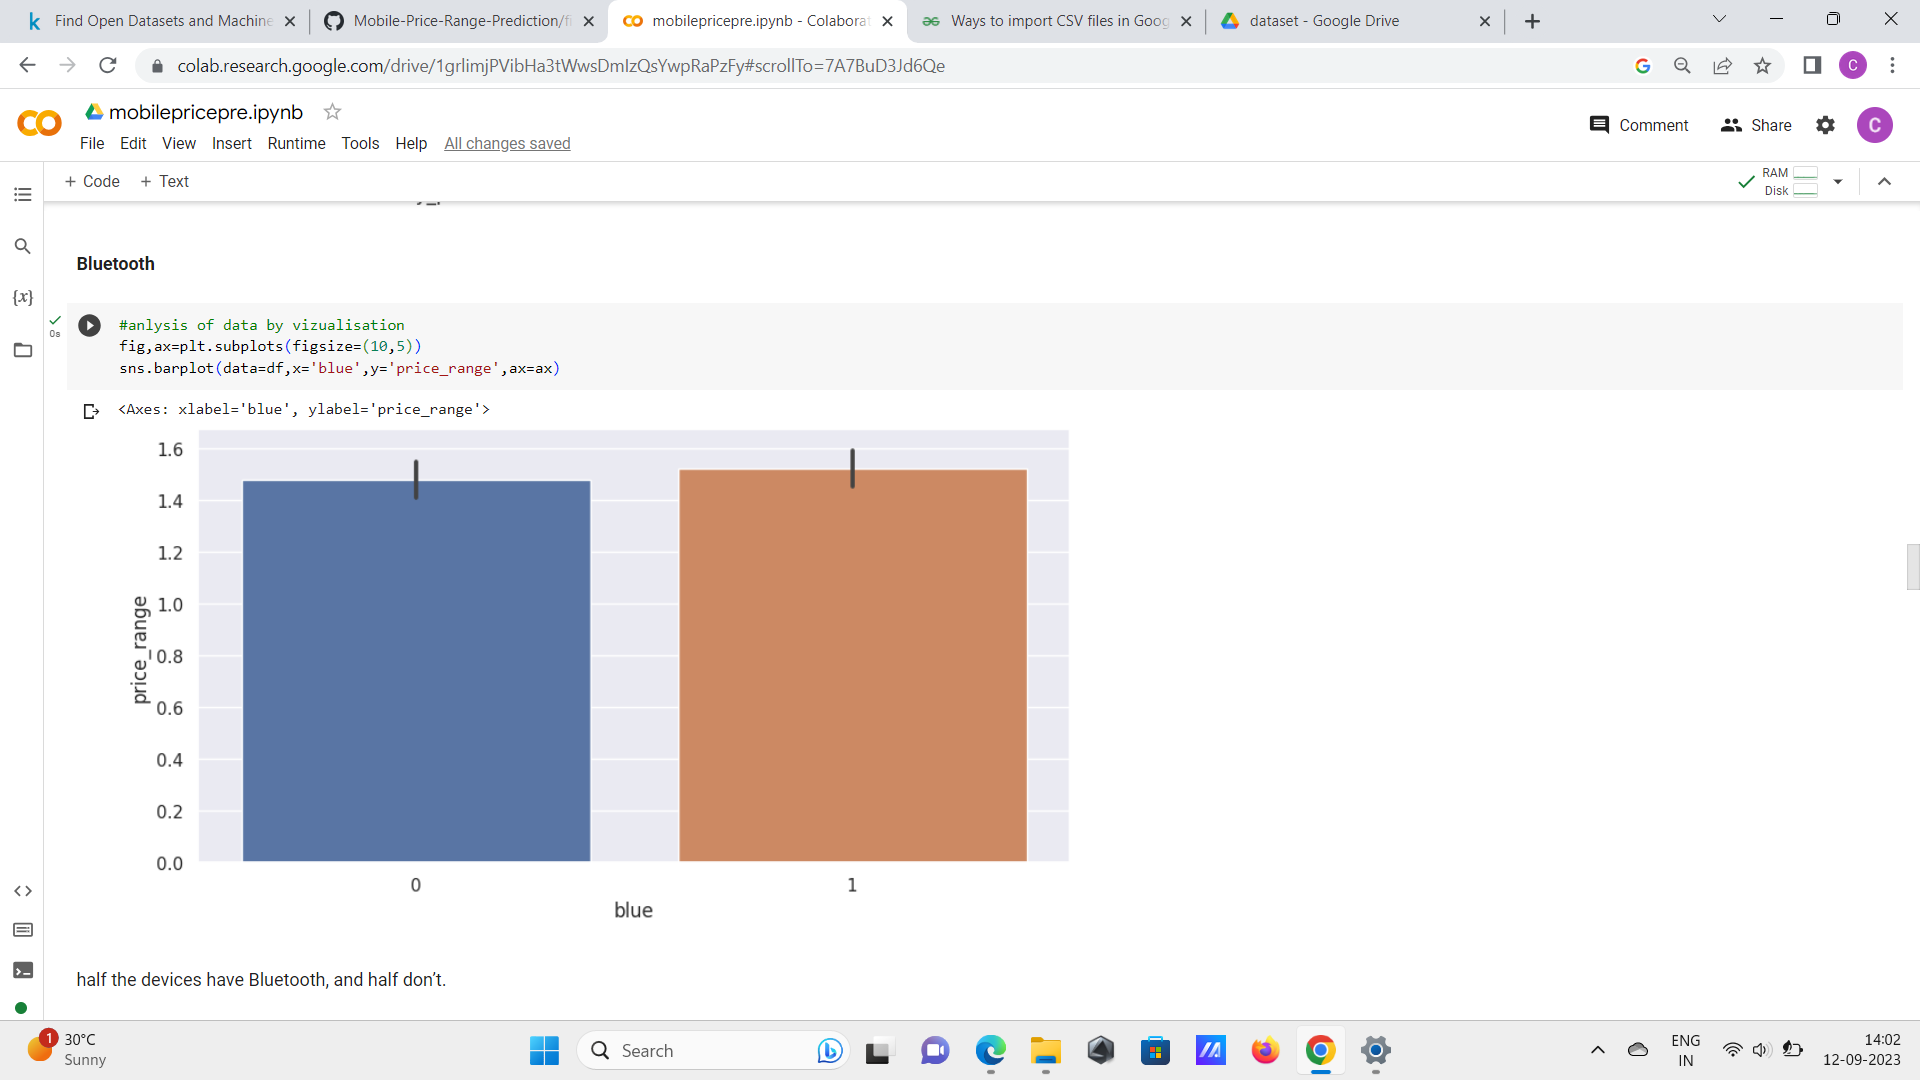 Find Open Datasets and Machine
Mobile-Price-Range-Prediction/fi
mobilepricepre.ipynb - Colaborat
Ways to import CSV files in Goog
dataset - Google Drive
colab.research.google.com/drive/1grlimjPVibHa3tWwsDmIzQsYwpRaPzFy#scrollTo=7A7BuD3Jd6Qe
C
mobilepricepre.ipynb
File Edit View Insert Runtime Tools Help All changes saved
Comment
Share
C
+ Code + Text
RAM
Disk
Bluetooth
{x}
0s
#anlysis of data by vizualisation
fig,ax=plt.subplots(figsize=(10,5))
sns.barplot(data=df,x='blue',y='price_range',ax=ax)
<Axes: xlabel='blue', ylabel='price_range'>
1.6
1.4
1.2
1.0
0.8
0.6
0.4
0.2
0.0
price_range
0
1
blue
half the devices have Bluetooth, and half don't.
1
30°C
Sunny
Search
ENG
IN
14:02
12-09-2023